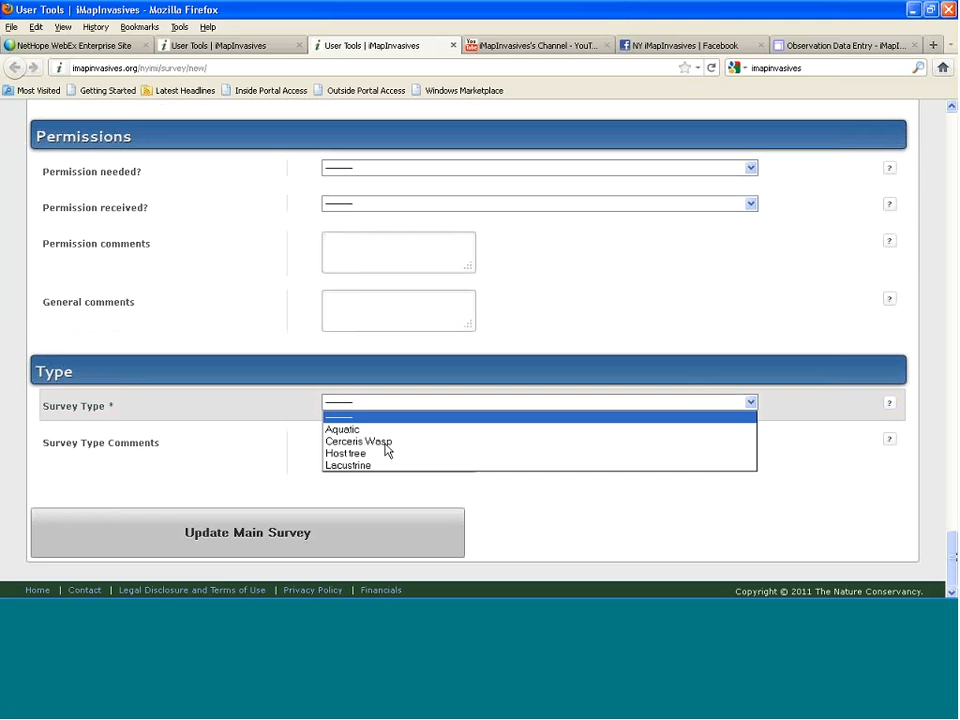 User Tools | iMapInvasives - Mozilla Firefox
File Edit View History Bookmarks Tools Help
NetHope WebEx Enterprise Site
User Tools | iMapInvasives
User Tools | iMapInvasives
iMapInvasives's Channel - YouT...
NY iMapInvasives | Facebook
Observation Data Entry - iMapI...
imapinvasives.org/nyimi/survey/new/
imapinvasives
Most Visited Getting Started Latest Headlines Inside Portal Access Outside Portal Access Windows Marketplace
Permissions
Permission needed?
---------
?
Permission received?
---------
?
Permission comments
?
General comments
?
Type
Survey Type *
---------
?
---------
Aquatic
Cerceris Wasp
Host tree
Lacustrine
Survey Type Comments
?
Update Main Survey
Home | Contact | Legal Disclosure and Terms of Use | Privacy Policy | Financials
Copyright © 2011 The Nature Conservancy.